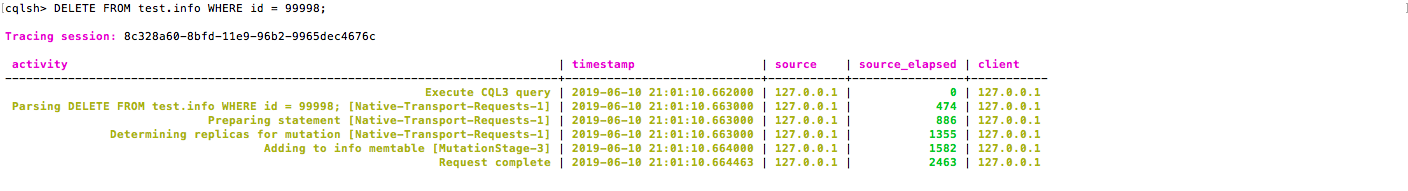 [cqlsh> DELETE FROM test.info WHERE id = 99998; ]
Tracing session: 8c328a60-8bfd-11e9-96b2-9965dec4676c
activity | timestamp | source | source_elapsed | client
Execute CQL3 query | 2019-06-10 21:01:10.662000 | 127.0.0.1 | 0 | 127.0.0.1
Parsing DELETE FROM test.info WHERE id = 99998; [Native-Transport-Requests-1] | 2019-06-10 21:01:10.663000 | 127.0.0.1 | 474 | 127.0.0.1
Preparing statement [Native-Transport-Requests-1] | 2019-06-10 21:01:10.663000 | 127.0.0.1 | 886 | 127.0.0.1
Determining replicas for mutation [Native-Transport-Requests-1] | 2019-06-10 21:01:10.663000 | 127.0.0.1 | 1355 | 127.0.0.1
Adding to info memtable [MutationStage-3] | 2019-06-10 21:01:10.664000 | 127.0.0.1 | 1582 | 127.0.0.1
Request complete | 2019-06-10 21:01:10.664463 | 127.0.0.1 | 2463 | 127.0.0.1